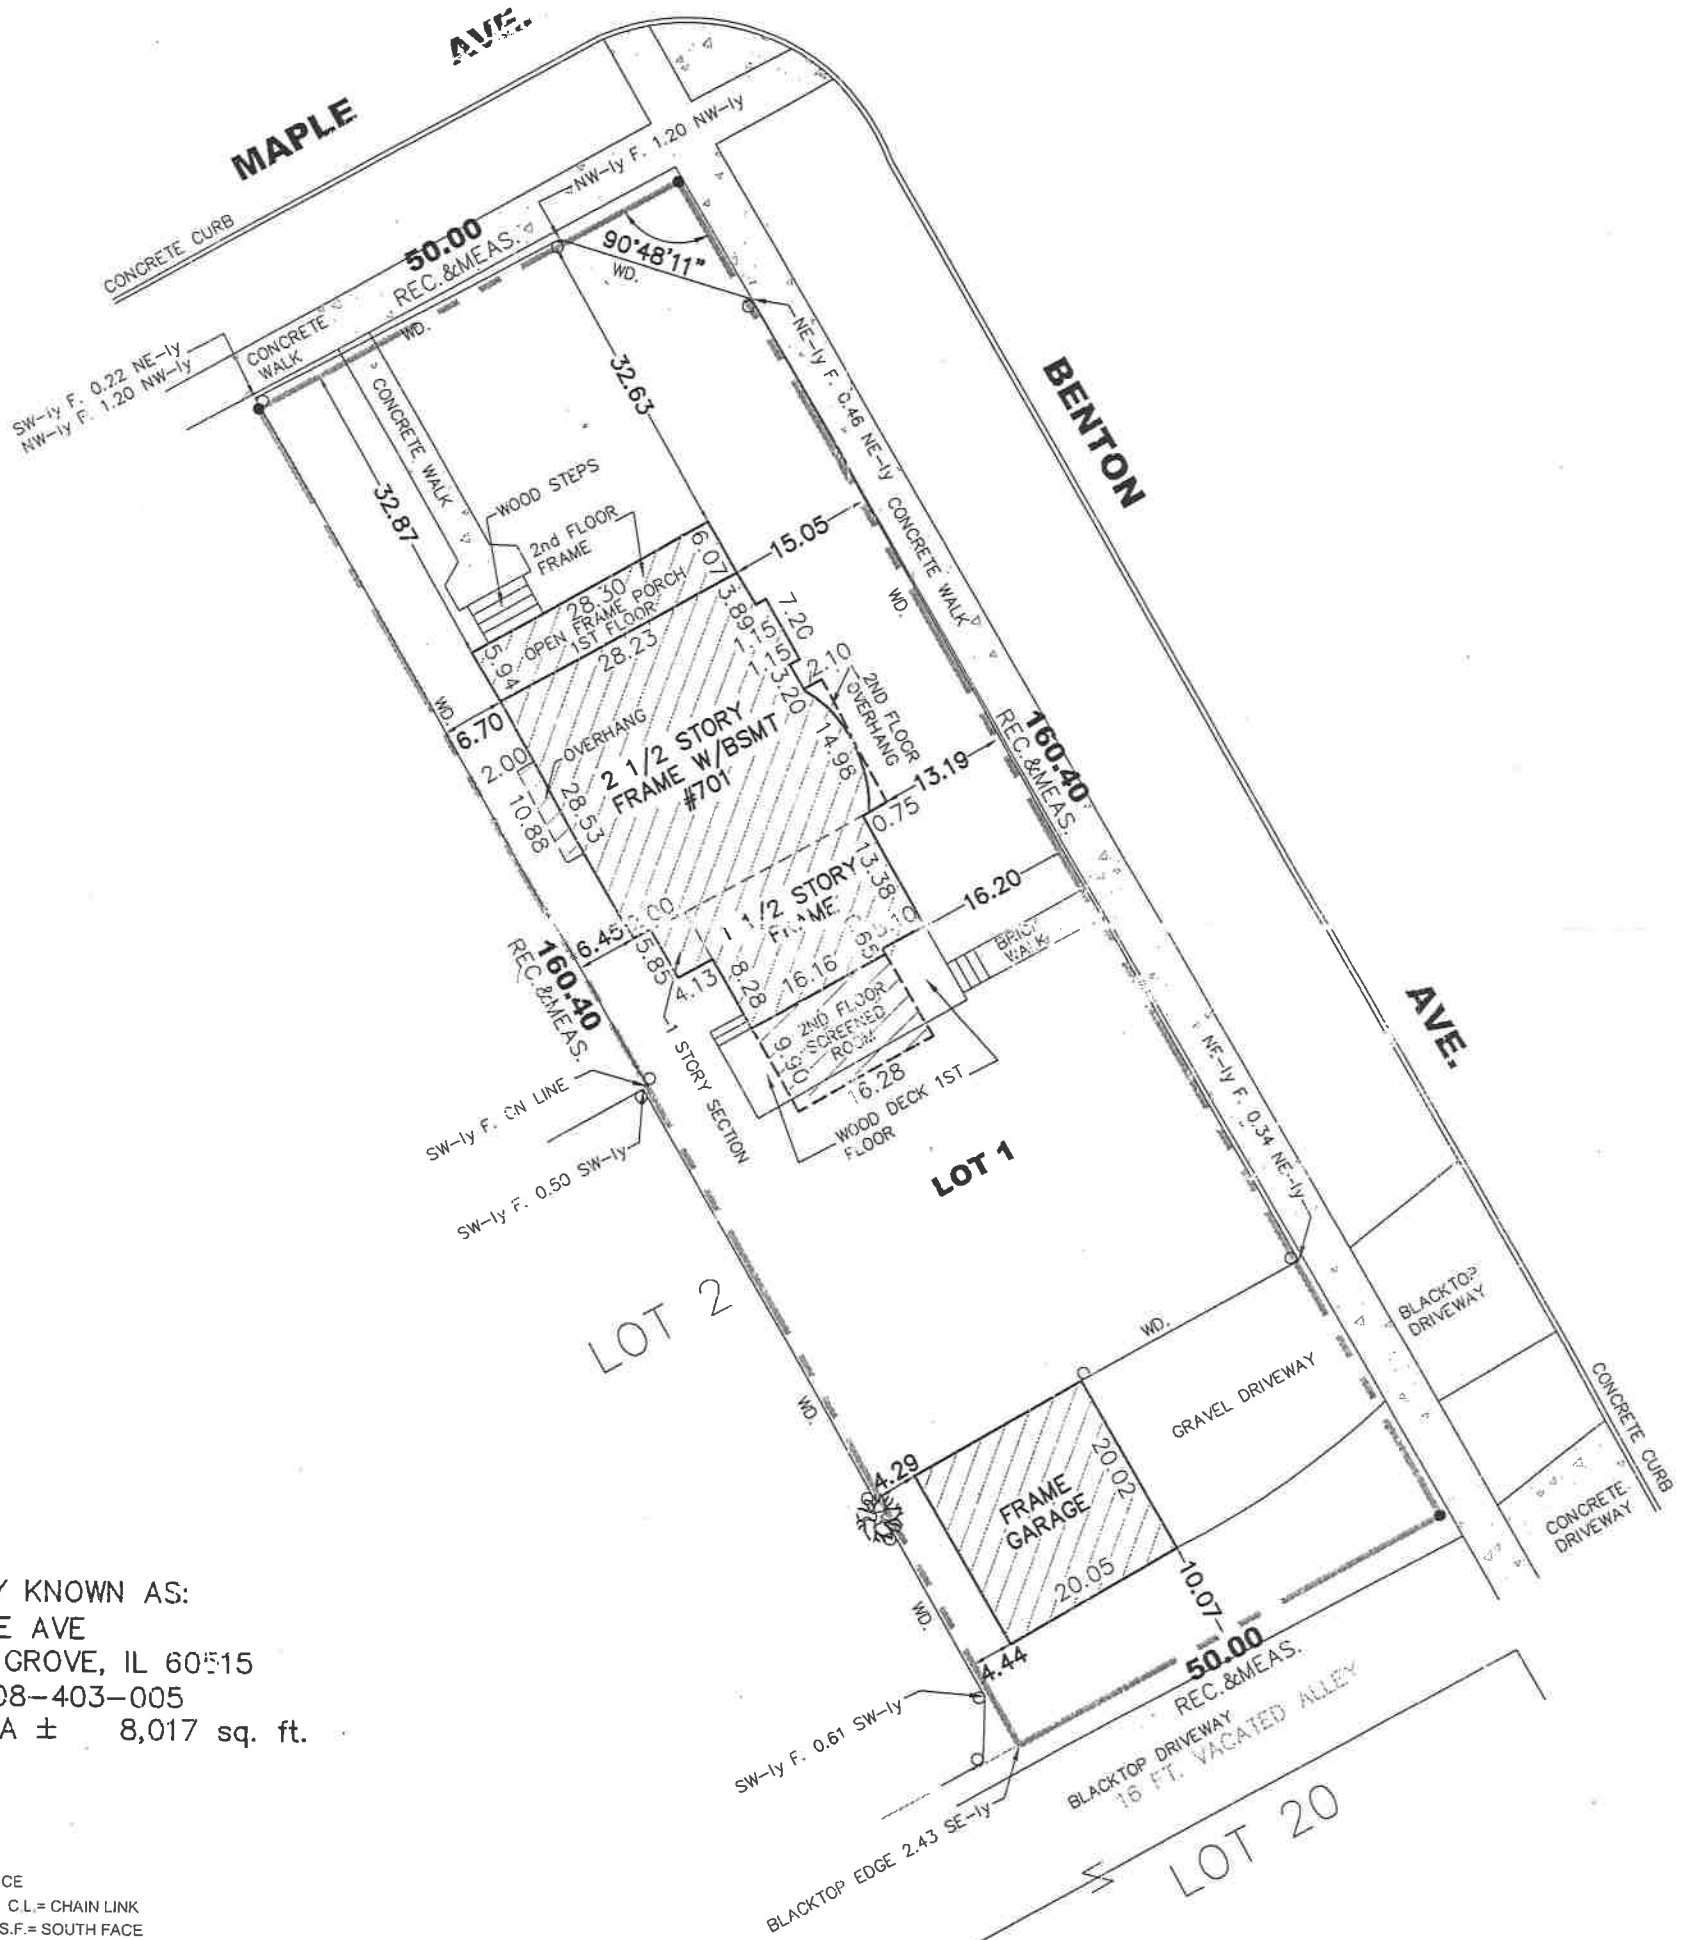 MAPLE AVE.
CONCRETE CURB
50.00
REC.&MEAS.
NW-ly F. 1.20 NW-ly
90°48'11"
WD.
CONCRETE
WALK
WD.
SW-ly F. 0.22 NE-ly
NW-ly F. 1.20 NW-ly
CONCRETE WALK
32.63
32.87
NE-ly F. 0.46 NE-ly
CONCRETE WALK
WD.
BENTON AVE.
WOOD STEPS
2nd FLOOR
FRAME
15.05
6.07
28.30
OPEN FRAME PORCH
1ST FLOOR
28.23
5.94
3.89
7.20
1.15
1.15
3.20
2.10
2ND FLOOR
OVERHANG
14.98
WD.
6.70
2.00
OVERHANG
10.88
28.53
2 1/2 STORY
FRAME W/BSMT
#701
13.19
0.75
160.40
REC.&MEAS.
13.38
16.20
1/2 STORY
6.45
5.85
4.13
8.28
16.16
WALK
160.40
REC.&MEAS.
2ND FLOOR
SCREENED
ROOM
9.90
16.28
WOOD DECK 1ST
FLOOR
1 STORY SECTION
SW-ly F. ON LINE
SW-ly F. 0.50 SW-ly
LOT 1
LOT 2
NE-ly F. 0.34 NE-ly
BLACKTOP
DRIVEWAY
WD.
GRAVEL DRIVEWAY
CONCRETE CURB
CONCRETE
DRIVEWAY
WD.
4.29
FRAME
GARAGE
20.02
20.05
10.07
WD.
4.44
50.00
REC.&MEAS.
SW-ly F. 0.61 SW-ly
BLACKTOP DRIVEWAY
16 FT. VACATED ALLEY
BLACKTOP EDGE 2.43 SE-ly
LOT 20
Y KNOWN AS:
E AVE
GROVE, IL 60515
08-403-005
A ± 8,017 sq. ft.
CE
C.L.= CHAIN LINK
S.F.= SOUTH FACE